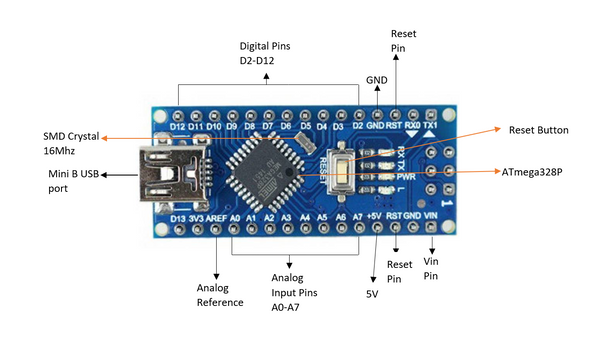 Reset
Pin
Digital Pins
D2-D12
GND
D12 D11 D10 D9 D8 D7 D6 D5 D4 D3 D2 GND RST RX0 TX1
SMD Crystal
16Mhz
Reset Button
RESET
RX
TX
PWR
L
Mini B USB
port
ATmega328P
1
D13 3V3 AREF A0 A1 A2 A3 A4 A5 A6 A7 +5V RST GND VIN
Analog
Reference
Analog
Input Pins
A0-A7
5V
Reset
Pin
Vin
Pin